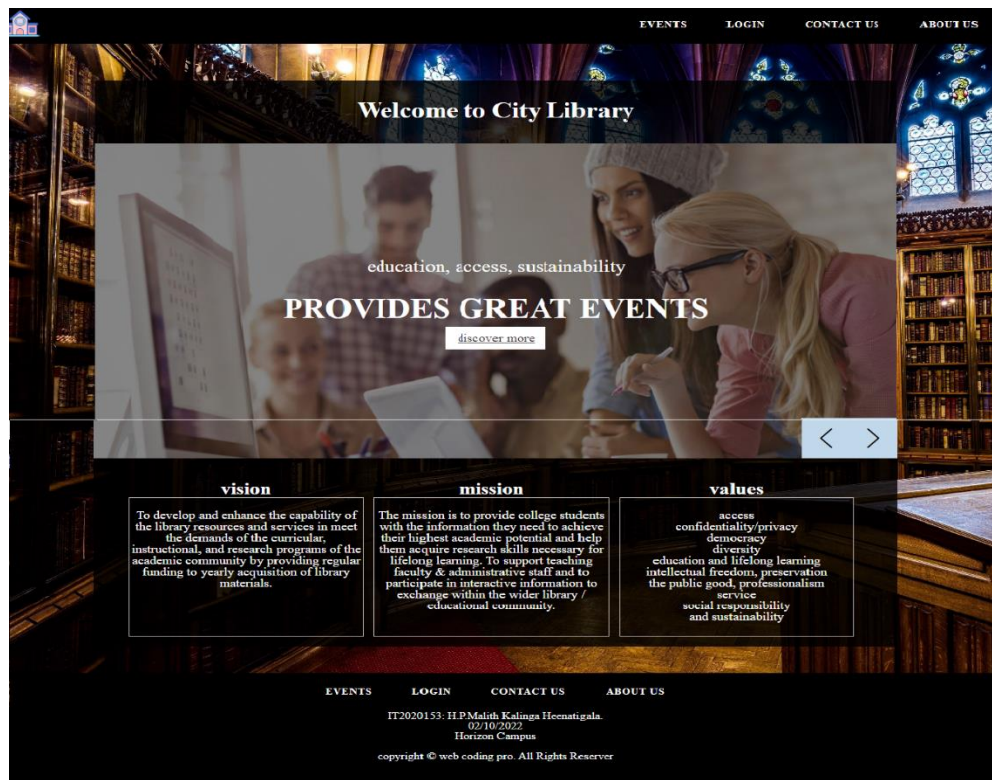 EVENTS LOGIN CONTACT US ABOUT US
Welcome to City Library
education, access, sustainability
PROVIDES GREAT EVENTS
discover more
vision
To develop and enhance the capability of
the library resources and services in meet
the demands of the curricular,
instructional, and research programs of the
academic community by providing regular
funding to yearly acquisition of library
materials.
mission
The mission is to provide college students
with the information they need to achieve
their highest academic potential and help
them acquire research skills necessary for
lifelong learning. To support teaching
faculty & administrative staff and to
participate in interactive information to
exchange within the wider library /
educational community.
values
access
confidentiality/privacy
democracy
diversity
education and lifelong learning
intellectual freedom, preservation
the public good, professionalism
service
social responsibility
and sustainability
EVENTS LOGIN CONTACT US ABOUT US
IT2020153: H.P.Malith Kalinga Heenatigala.
02/10/2022
Horizon Campus
copyright © web coding pro. All Rights Reserver